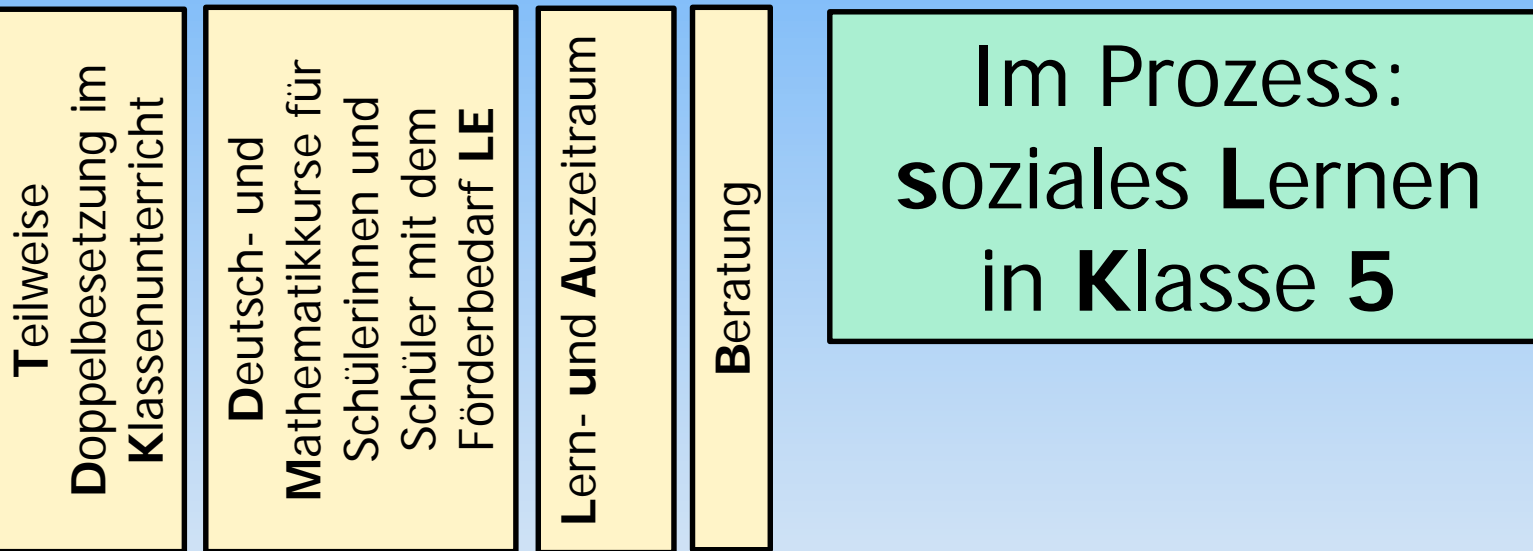 Teilweise
Doppelbesetzung im
Klassenunterricht
Deutsch- und
Mathematikkurse für
Schülerinnen und
Schüler mit dem
Förderbedarf LE
Lern- und Auszeitraum
Beratung
Im Prozess:
soziales Lernen
in Klasse 5